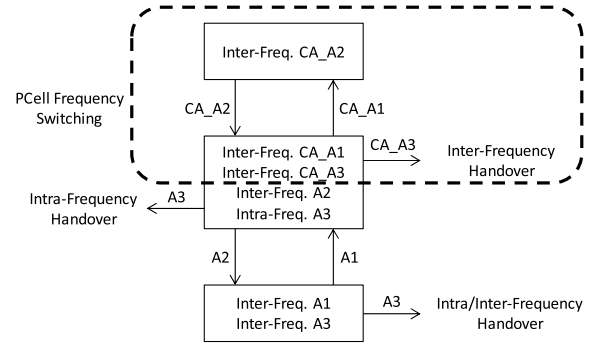 Inter-Freq. CA_A2
PCell Frequency
Switching
CA_A2
CA_A1
Inter-Freq. CA_A1
Inter-Freq. CA_A3
Inter-Freq. A2
Intra-Freq. A3
CA_A3
Inter-Frequency
Handover
Intra-Frequency
Handover
A3
A2
A1
Inter-Freq. A1
Inter-Freq. A3
A3
Intra/Inter-Frequency
Handover